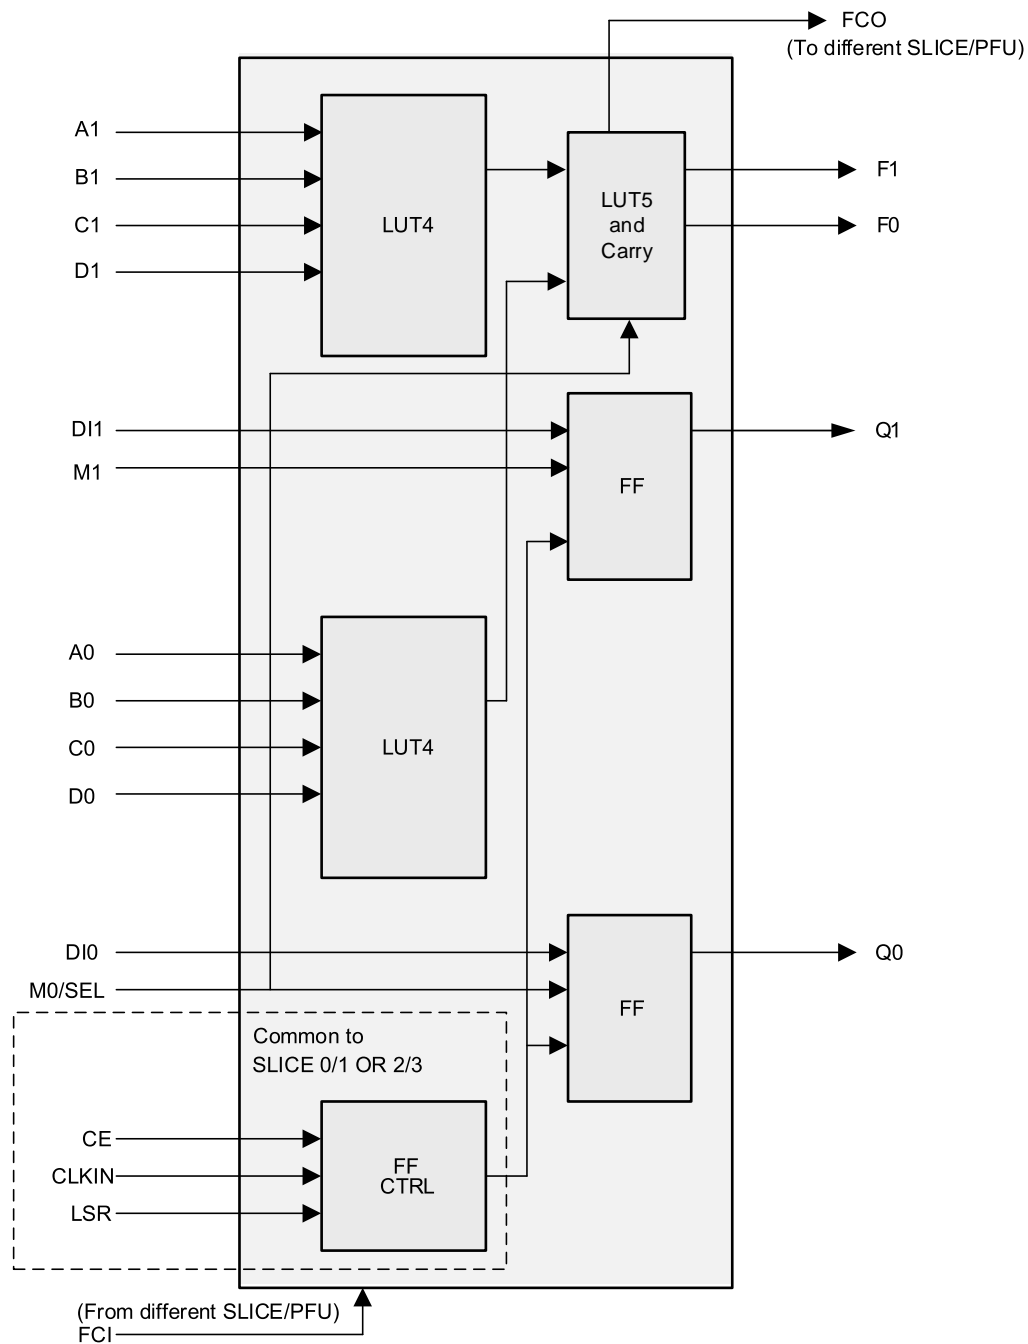 FCO
(To different SLICE/PFU)
A1
B1
C1
D1
LUT4
LUT5
and
Carry
F1
F0
DI1
M1
FF
Q1
A0
B0
C0
D0
LUT4
DI0
M0/SEL
FF
Q0
Common to
SLICE 0/1 OR 2/3
CE
CLKIN
LSR
FF
CTRL
(From different SLICE/PFU)
FCI